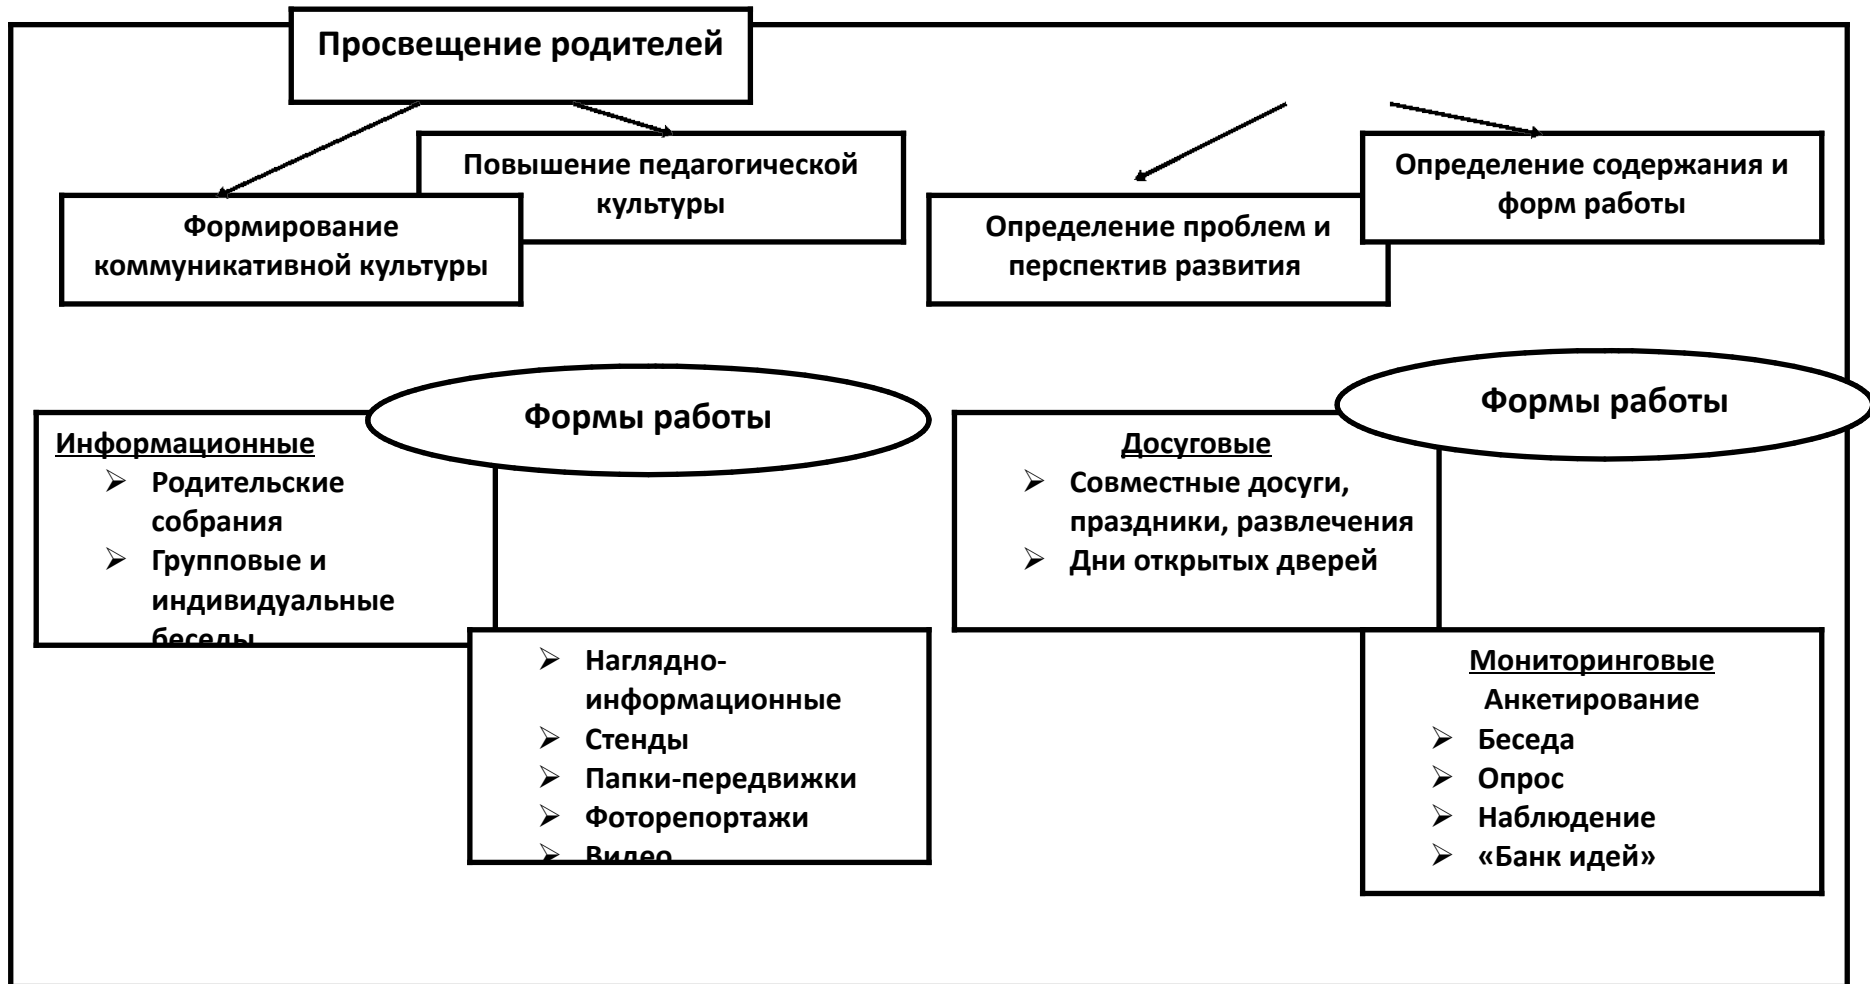 Просвещение родителей
Повышение педагогической
культуры
Формирование
коммуникативной культуры
Определение содержания и
форм работы
Определение проблем и
перспектив развития
Формы работы
Информационные
Родительские
собрания
Групповые и
индивидуальные
беседы
Наглядно-
информационные
Стенды
Папки-передвижки
Фоторепортажи
Видео
Формы работы
Досуговые
Совместные досуги,
праздники, развлечения
Дни открытых дверей
Мониторинговые
Анкетирование
Беседа
Опрос
Наблюдение
«Банк идей»